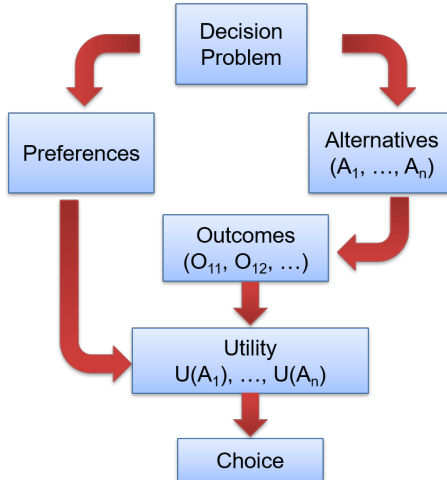 Decision
Problem
Preferences
Alternatives
(A₁, …, Aₙ)
Outcomes
(O₁₁, O₁₂, …)
Utility
U(A₁), …, U(Aₙ)
Choice